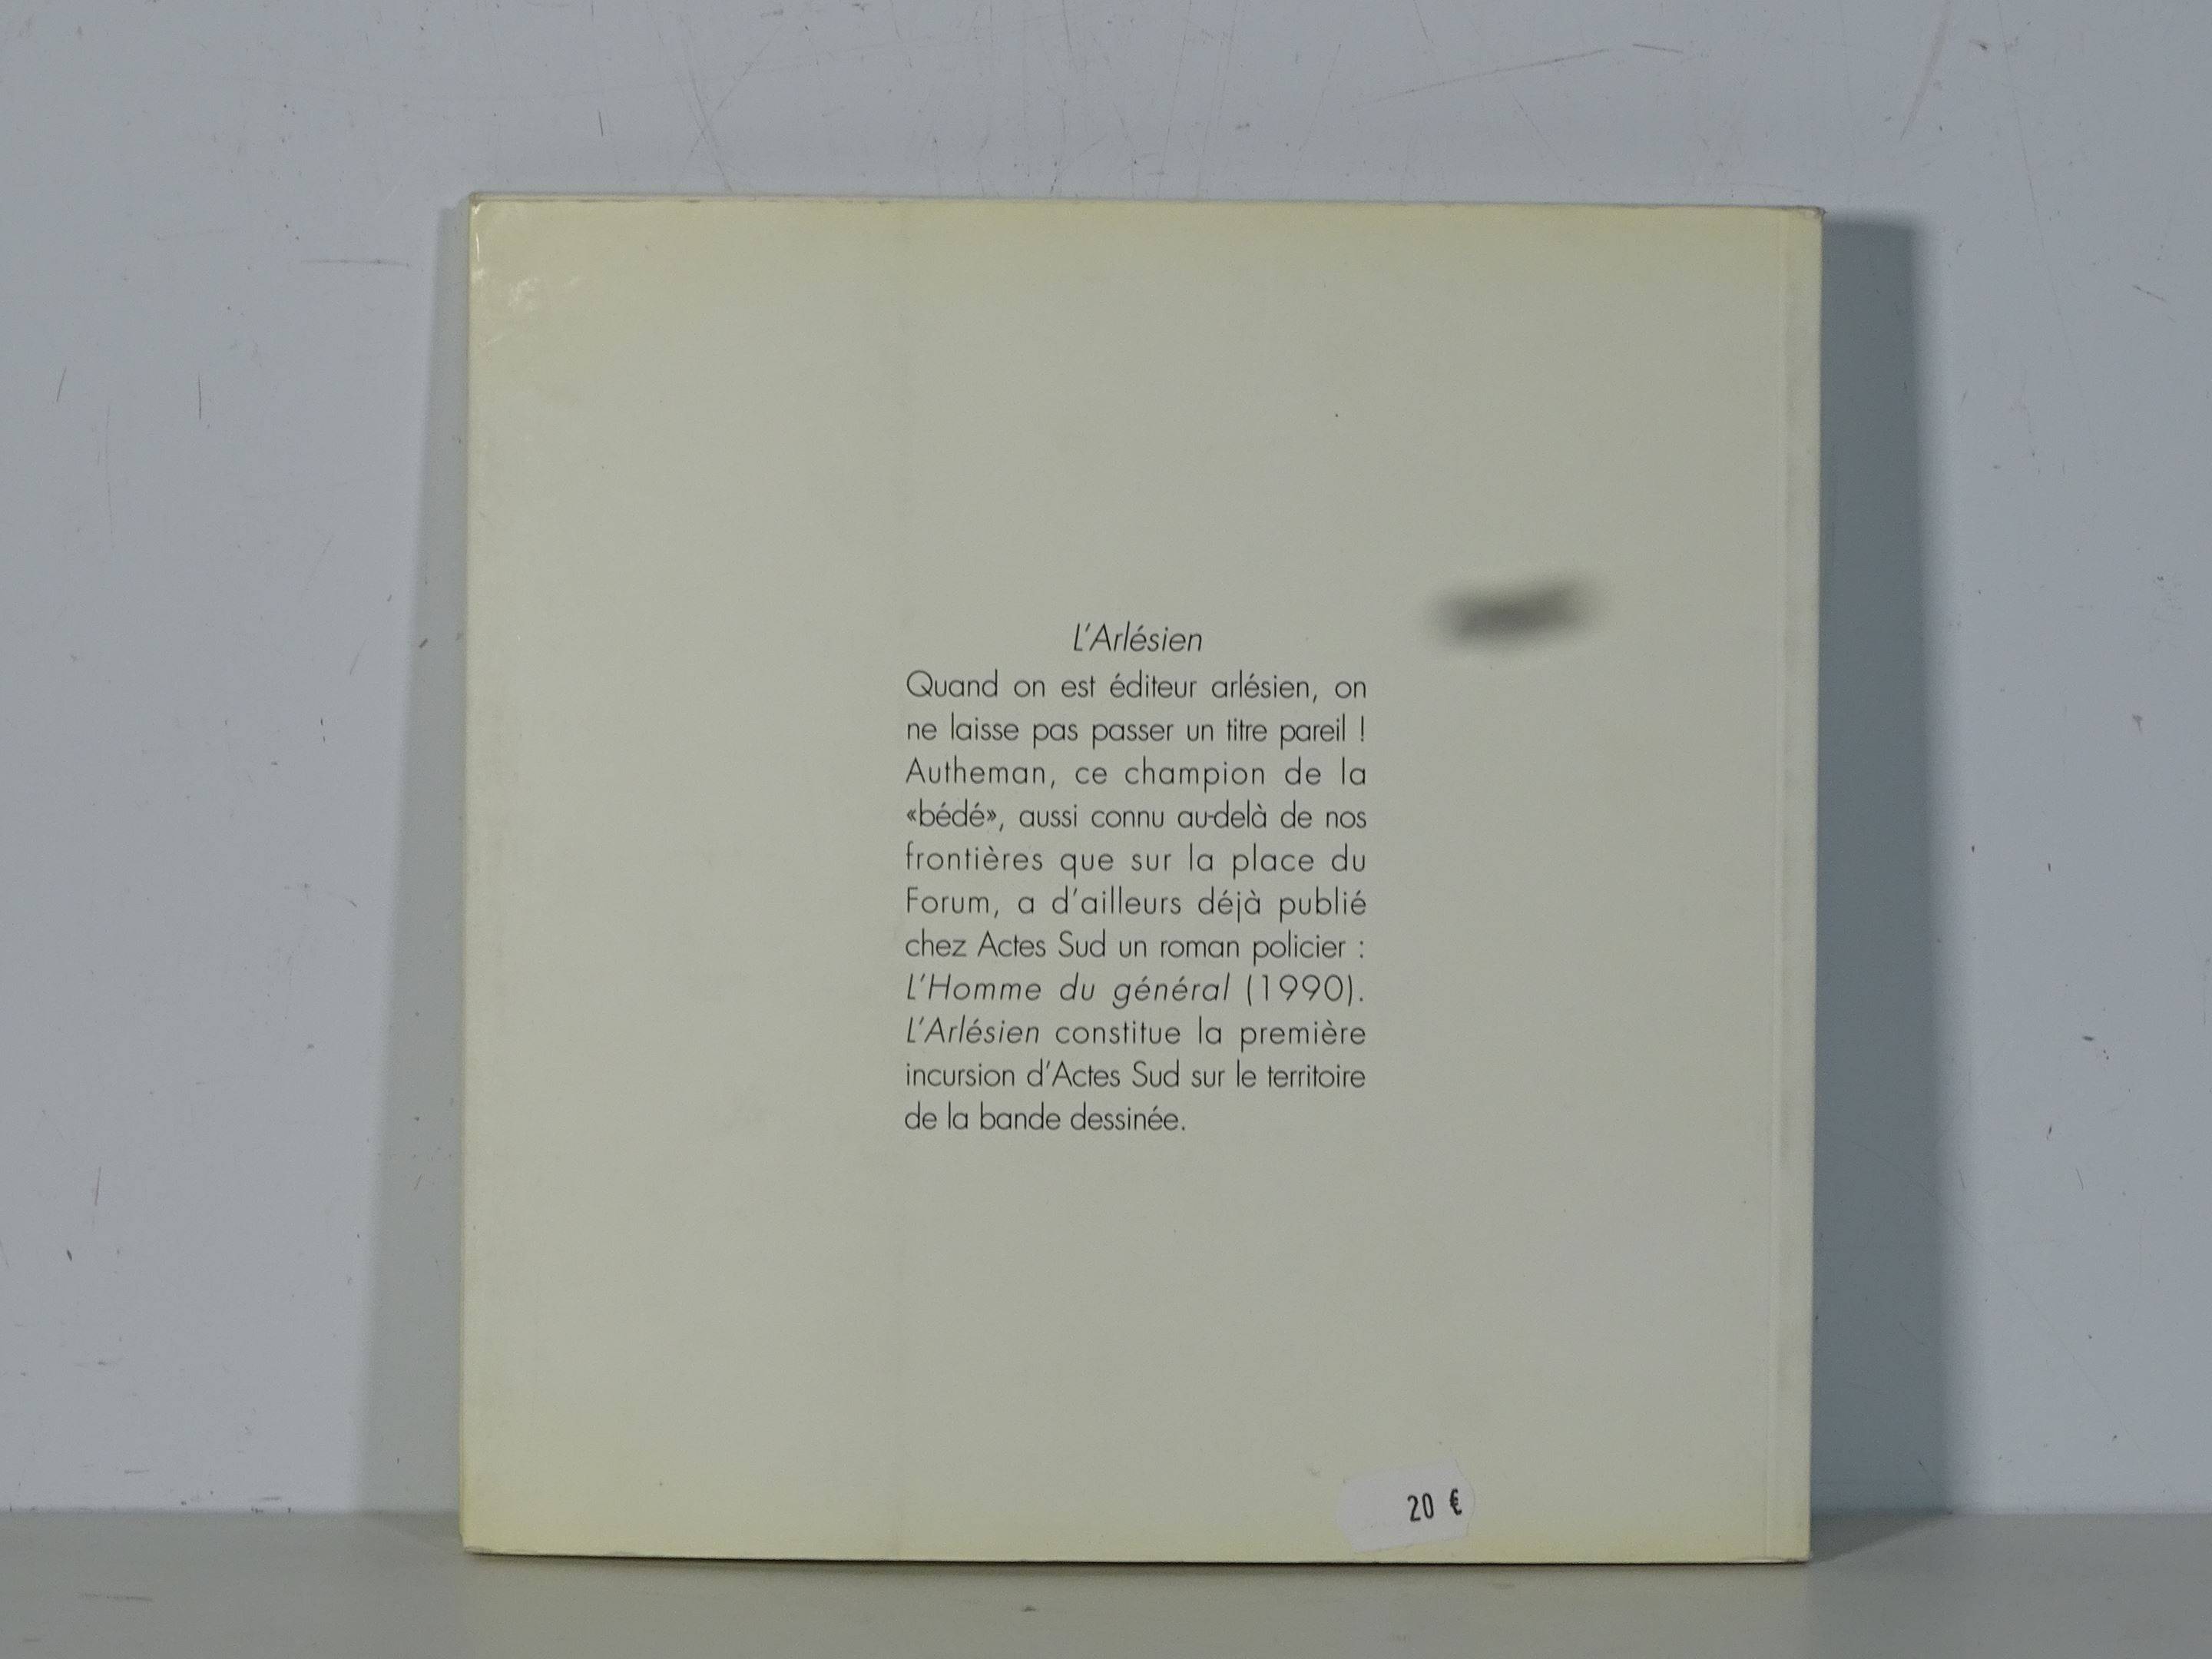 L'Arlésien
Quand on est éditeur arlésien, on
ne laisse pas passer un titre pareil !
Autheman, ce champion de la
«bédé», aussi connu au-delà de nos
frontières que sur la place du
Forum, a d'ailleurs déjà publié
chez Actes Sud un roman policier :
L'Homme du général (1990).
L'Arlésien constitue la première
incursion d'Actes Sud sur le territoire
de la bande dessinée.
20 €